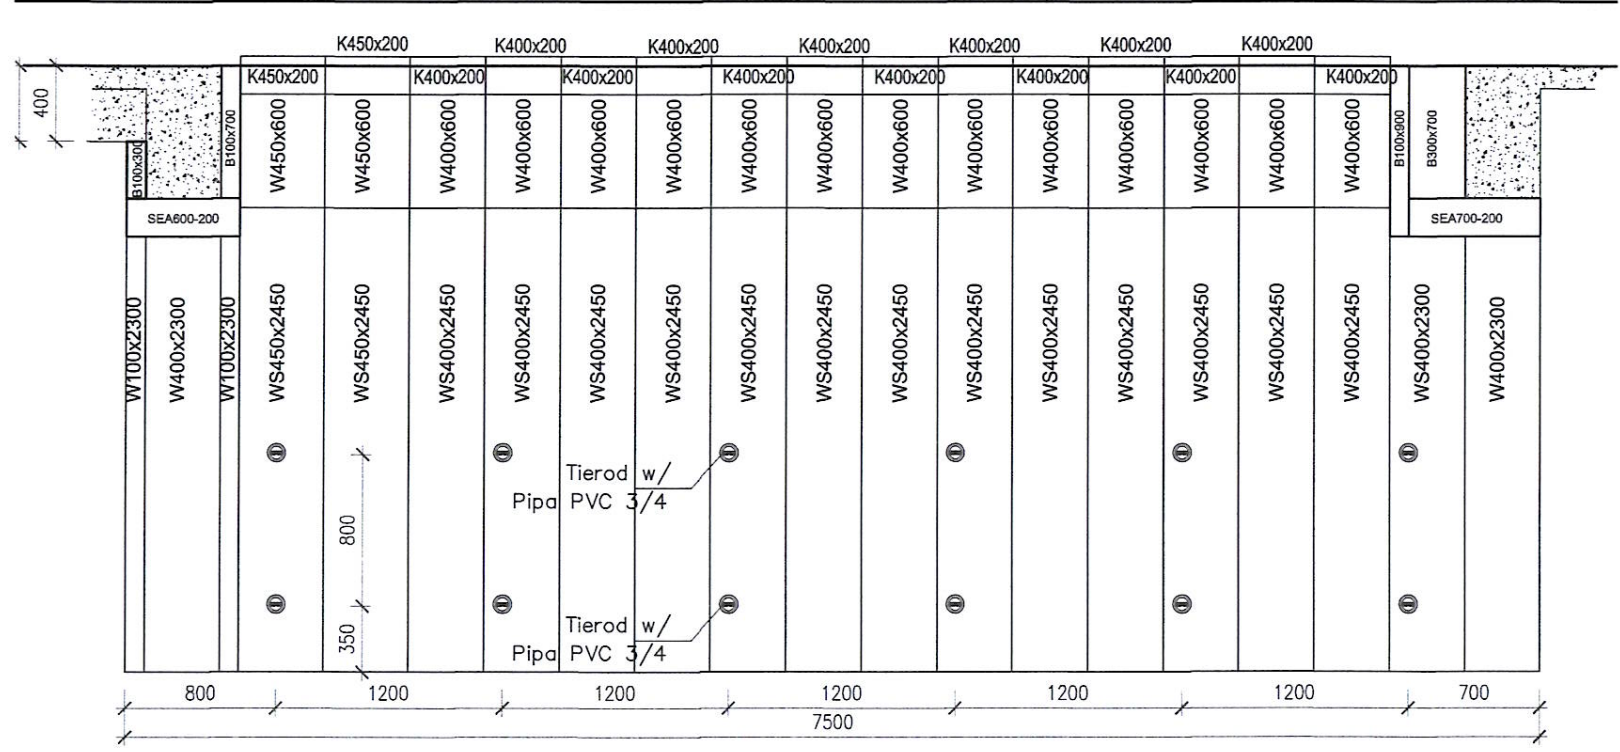 K450x200 K400x200 K400x200 K400x200 K400x200 K400x200 K400x200
K450x200 K400x200 K400x200 K400x200 K400x200 K400x200 K400x200 K400x200
400
B100x300
B100x700
W450x600
W450x600
W400x600
W400x600
W400x600
W400x600
W400x600
W400x600
W400x600
W400x600
W400x600
W400x600
W400x600
W400x600
W400x600
B100x900
B300x700
SEA600-200
SEA700-200
W100x2300
W400x2300
W100x2300
WS450x2450
WS450x2450
WS400x2450
WS400x2450
WS400x2450
WS400x2450
WS400x2450
WS400x2450
WS400x2450
WS400x2450
WS400x2450
WS400x2450
WS400x2450
WS400x2450
WS400x2450
WS400x2300
W400x2300
Tierod w/
Pipa PVC 3/4
800
Tierod w/
Pipa PVC 3/4
350
800 1200 1200 1200 1200 1200 700
7500